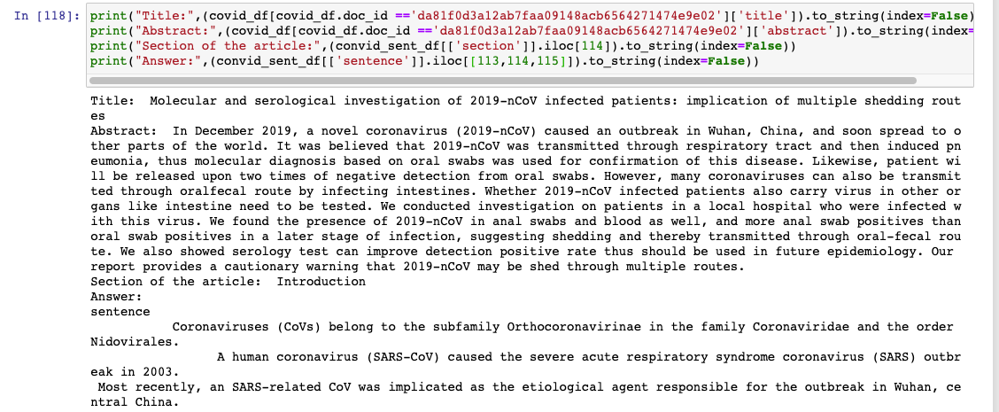 In [118]: print("Title:",(covid_df[covid_df.doc_id =='da81f0d3a12ab7faa09148acb6564271474e9e02']['title']).to_string(index=False)
print("Abstract:",(covid_df[covid_df.doc_id =='da81f0d3a12ab7faa09148acb6564271474e9e02']['abstract']).to_string(index=
print("Section of the article:",(convid_sent_df[['section']].iloc[114]).to_string(index=False))
print("Answer:",(convid_sent_df[['sentence']].iloc[[113,114,115]]).to_string(index=False))
Title:  Molecular and serological investigation of 2019-nCoV infected patients: implication of multiple shedding rout
es
Abstract:  In December 2019, a novel coronavirus (2019-nCoV) caused an outbreak in Wuhan, China, and soon spread to o
ther parts of the world. It was believed that 2019-nCoV was transmitted through respiratory tract and then induced pn
eumonia, thus molecular diagnosis based on oral swabs was used for confirmation of this disease. Likewise, patient wi
ll be released upon two times of negative detection from oral swabs. However, many coronaviruses can also be transmit
ted through oralfecal route by infecting intestines. Whether 2019-nCoV infected patients also carry virus in other or
gans like intestine need to be tested. We conducted investigation on patients in a local hospital who were infected w
ith this virus. We found the presence of 2019-nCoV in anal swabs and blood as well, and more anal swab positives than
oral swab positives in a later stage of infection, suggesting shedding and thereby transmitted through oral-fecal rou
te. We also showed serology test can improve detection positive rate thus should be used in future epidemiology. Our
report provides a cautionary warning that 2019-nCoV may be shed through multiple routes.
Section of the article:  Introduction
Answer:
sentence
Coronaviruses (CoVs) belong to the subfamily Orthocoronavirinae in the family Coronaviridae and the order
Nidovirales.
A human coronavirus (SARS-CoV) caused the severe acute respiratory syndrome coronavirus (SARS) outbr
eak in 2003.
Most recently, an SARS-related CoV was implicated as the etiological agent responsible for the outbreak in Wuhan, ce
ntral China.